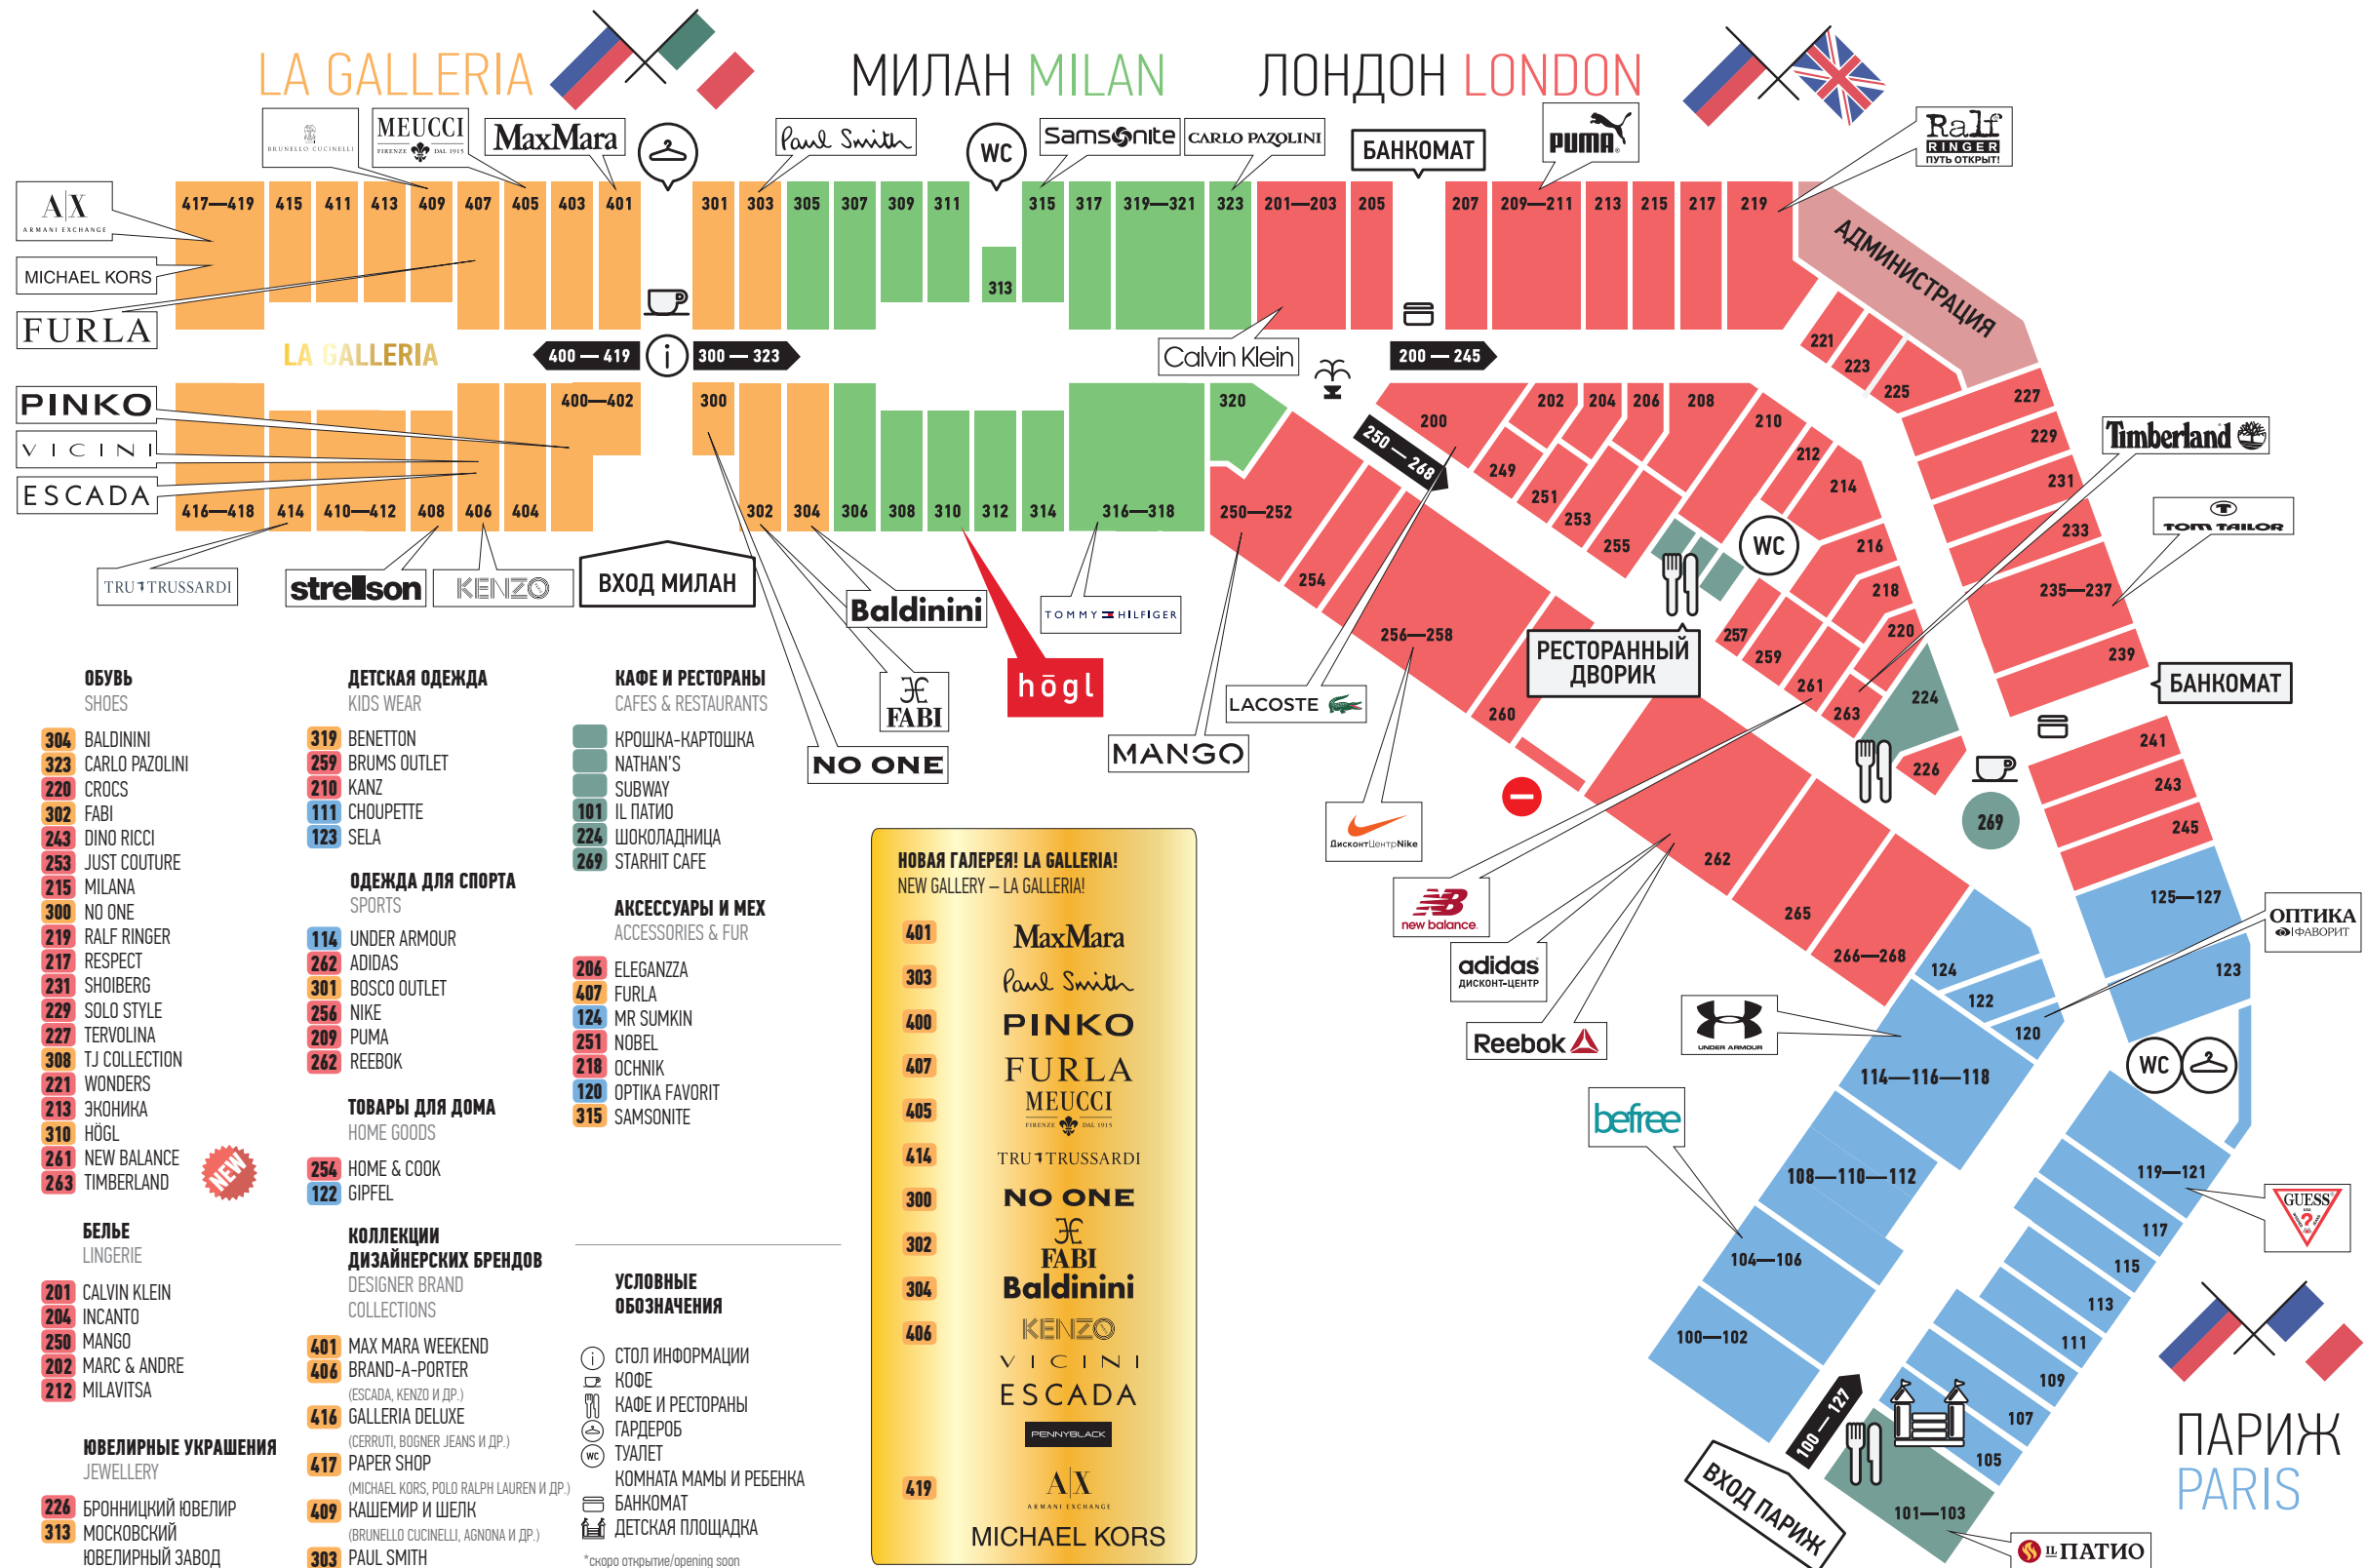 LA GALLERIA
МИЛАН MILAN
ЛОНДОН LONDON
BRUNELLO CUCINELLI
MEUCCI
FIRENZE DAL 1915
MaxMara
Paul Smith
WC
Samsonite
CARLO PAZOLINI
БАНКОМАТ
PUMA
Ralf
RINGER
ПУТЬ ОТКРЫТ!
A|X
ARMANI EXCHANGE
MICHAEL KORS
FURLA
417—419 415 411 413 409 407 405 403 401 301 303 305 307 309 311 315 317 319—321 323 201—203 205 207 209—211 213 215 217 219
313
АДМИНИСТРАЦИЯ
LA GALLERIA
400 — 419
i
300 — 323
Calvin Klein
200 — 245
221
223
225
227
229
231
233
235—237
239
PINKO
VICINI
ESCADA
400—402
300
320
200
202
204
206
208
210
212
214
216
218
220
224
226
250 — 268
249
251
253
255
257
259
261
263
WC
416—418 414 410—412 408 406 404 302 304 306 308 310 312 314 316—318 250—252
254
256—258
260
262
265
266—268
Timberland
TOM TAILOR
TRU TRUSSARDI
strellson
KENZO
ВХОД МИЛАН
Baldinini
FABI
NO ONE
högl
TOMMY HILFIGER
MANGO
LACOSTE
РЕСТОРАННЫЙ
ДВОРИК
БАНКОМАТ
ДисконтЦентрNike
new balance
adidas
ДИСКОНТ-ЦЕНТР
Reebok
UNDER ARMOUR
befree
ОПТИКА
ФАВОРИТ
GUESS
?
269
241
243
245
125—127
123
124
122
120
WC
114—116—118
108—110—112
104—106
100—102
119—121
117
115
113
111
109
107
105
101—103
100 — 127
ВХОД ПАРИЖ
IL ПАТИО
ПАРИЖ
PARIS
ОБУВЬ
SHOES
304 BALDININI
323 CARLO PAZOLINI
220 CROCS
302 FABI
243 DINO RICCI
253 JUST COUTURE
215 MILANA
300 NO ONE
219 RALF RINGER
217 RESPECT
231 SHOIBERG
229 SOLO STYLE
227 TERVOLINA
308 TJ COLLECTION
221 WONDERS
213 ЭКОНИКА
310 HÖGL
261 NEW BALANCE
263 TIMBERLAND
NEW
БЕЛЬЕ
LINGERIE
201 CALVIN KLEIN
204 INCANTO
250 MANGO
202 MARC & ANDRE
212 MILAVITSA
ЮВЕЛИРНЫЕ УКРАШЕНИЯ
JEWELLERY
226 БРОННИЦКИЙ ЮВЕЛИР
313 МОСКОВСКИЙ
ЮВЕЛИРНЫЙ ЗАВОД
ДЕТСКАЯ ОДЕЖДА
KIDS WEAR
319 BENETTON
259 BRUMS OUTLET
210 KANZ
111 CHOUPETTE
123 SELA
ОДЕЖДА ДЛЯ СПОРТА
SPORTS
114 UNDER ARMOUR
262 ADIDAS
301 BOSCO OUTLET
256 NIKE
209 PUMA
262 REEBOK
ТОВАРЫ ДЛЯ ДОМА
HOME GOODS
254 HOME & COOK
122 GIPFEL
КОЛЛЕКЦИИ
ДИЗАЙНЕРСКИХ БРЕНДОВ
DESIGNER BRAND
COLLECTIONS
401 MAX MARA WEEKEND
406 BRAND-A-PORTER
(ESCADA, KENZO И ДР.)
416 GALLERIA DELUXE
(CERRUTI, BOGNER JEANS И ДР.)
417 PAPER SHOP
(MICHAEL KORS, POLO RALPH LAUREN И ДР.)
409 КАШЕМИР И ШЕЛК
(BRUNELLO CUCINELLI, AGNONA И ДР.)
303 PAUL SMITH
КАФЕ И РЕСТОРАНЫ
CAFES & RESTAURANTS
КРОШКА-КАРТОШКА
NATHAN'S
SUBWAY
101 IL ПАТИО
224 ШОКОЛАДНИЦА
269 STARHIT CAFE
АКСЕССУАРЫ И МЕХ
ACCESSORIES & FUR
206 ELEGANZZA
407 FURLA
124 MR SUMKIN
251 NOBEL
218 OCHNIK
120 OPTIKA FAVORIT
315 SAMSONITE
УСЛОВНЫЕ
ОБОЗНАЧЕНИЯ
i СТОЛ ИНФОРМАЦИИ
КОФЕ
КАФЕ И РЕСТОРАНЫ
ГАРДЕРОБ
WC ТУАЛЕТ
КОМНАТА МАМЫ И РЕБЕНКА
БАНКОМАТ
ДЕТСКАЯ ПЛОЩАДКА
*скоро открытие/opening soon
НОВАЯ ГАЛЕРЕЯ! LA GALLERIA!
NEW GALLERY – LA GALLERIA!
401 MaxMara
303 Paul Smith
400 PINKO
407 FURLA
405 MEUCCI
FIRENZE DAL 1915
414 TRU TRUSSARDI
300 NO ONE
302 FABI
304 Baldinini
406 KENZO
VICINI
ESCADA
PENNYBLACK
419 A|X
ARMANI EXCHANGE
MICHAEL KORS